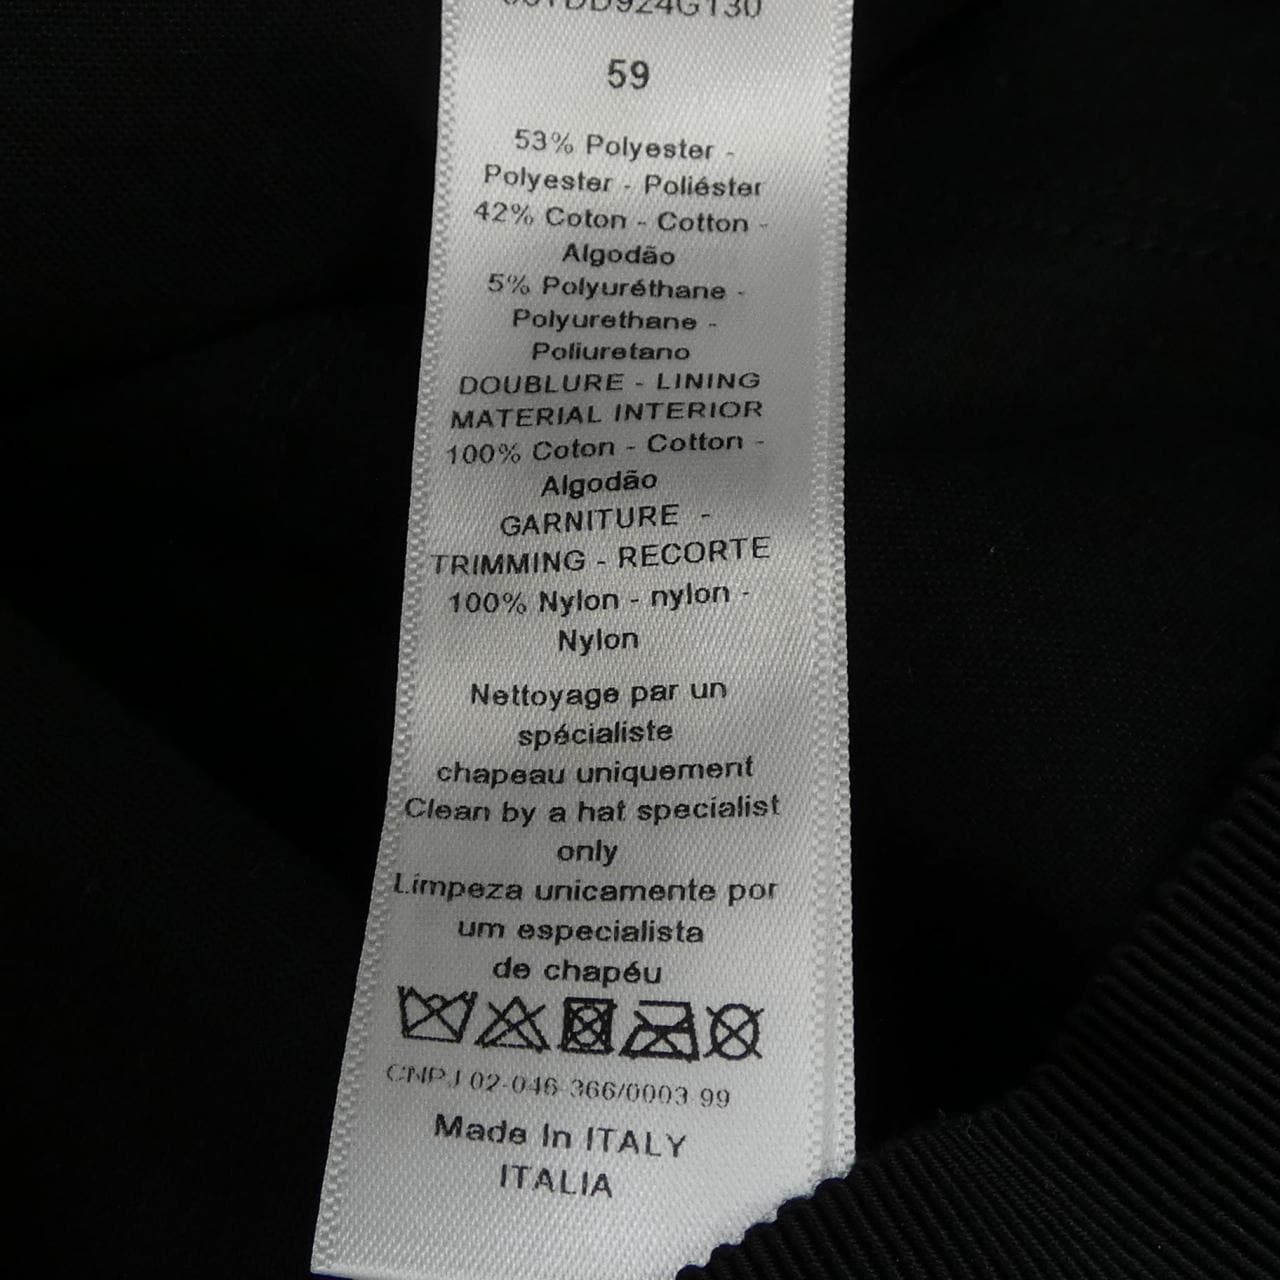 59
53% Polyester -
Polyester - Poliéster
42% Coton - Cotton -
Algodão
5% Polyuréthane -
Polyurethane -
Poliuretano
DOUBLURE - LINING
MATERIAL INTERIOR
100% Coton - Cotton -
Algodão
GARNITURE -
TRIMMING - RECORTE
100% Nylon - nylon -
Nylon
Nettoyage par un
spécialiste
chapeau uniquement
Clean by a hat specialist
only
Limpeza unicamente por
um especialista
de chapéu
CNPJ 02-046 366/0003 99
Made In ITALY
ITALIA